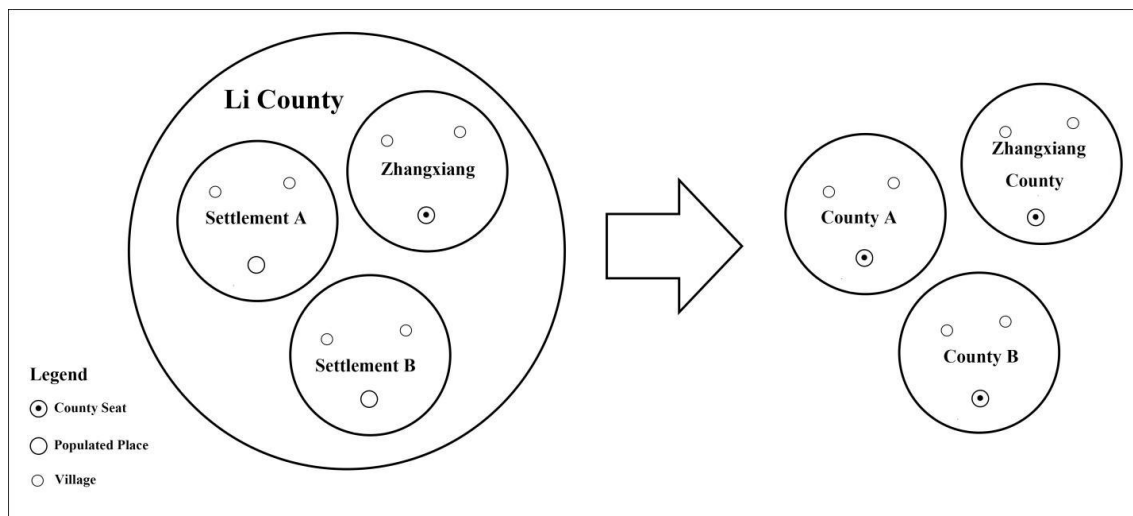 Li County
Zhangxiang
Settlement A
Settlement B
Legend
County Seat
Populated Place
Village
Zhangxiang
County
County A
County B